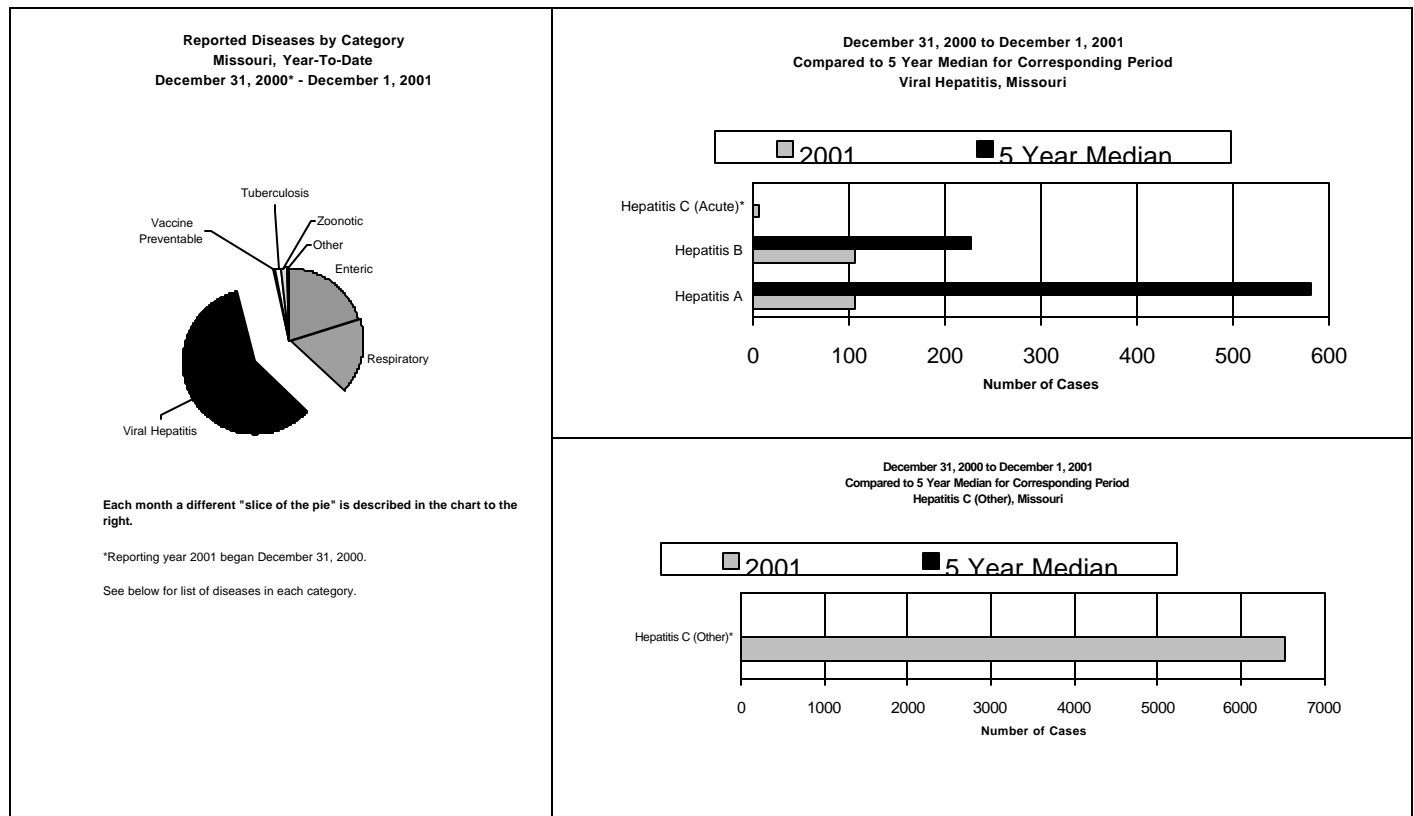 Reported Diseases by Category
Missouri, Year-To-Date
December 31, 2000* - December 1, 2001
Tuberculosis
Vaccine
Preventable
Zoonotic
Other
Enteric
Respiratory
Viral Hepatitis
Each month a different "slice of the pie" is described in the chart to the
right.
*Reporting year 2001 began December 31, 2000.
See below for list of diseases in each category.
December 31, 2000 to December 1, 2001
Compared to 5 Year Median for Corresponding Period
Viral Hepatitis, Missouri
2001 5 Year Median
Hepatitis C (Acute)*
Hepatitis B
Hepatitis A
0 100 200 300 400 500 600
Number of Cases
December 31, 2000 to December 1, 2001
Compared to 5 Year Median for Corresponding Period
Hepatitis C (Other), Missouri
2001 5 Year Median
Hepatitis C (Other)*
0 1000 2000 3000 4000 5000 6000 7000
Number of Cases